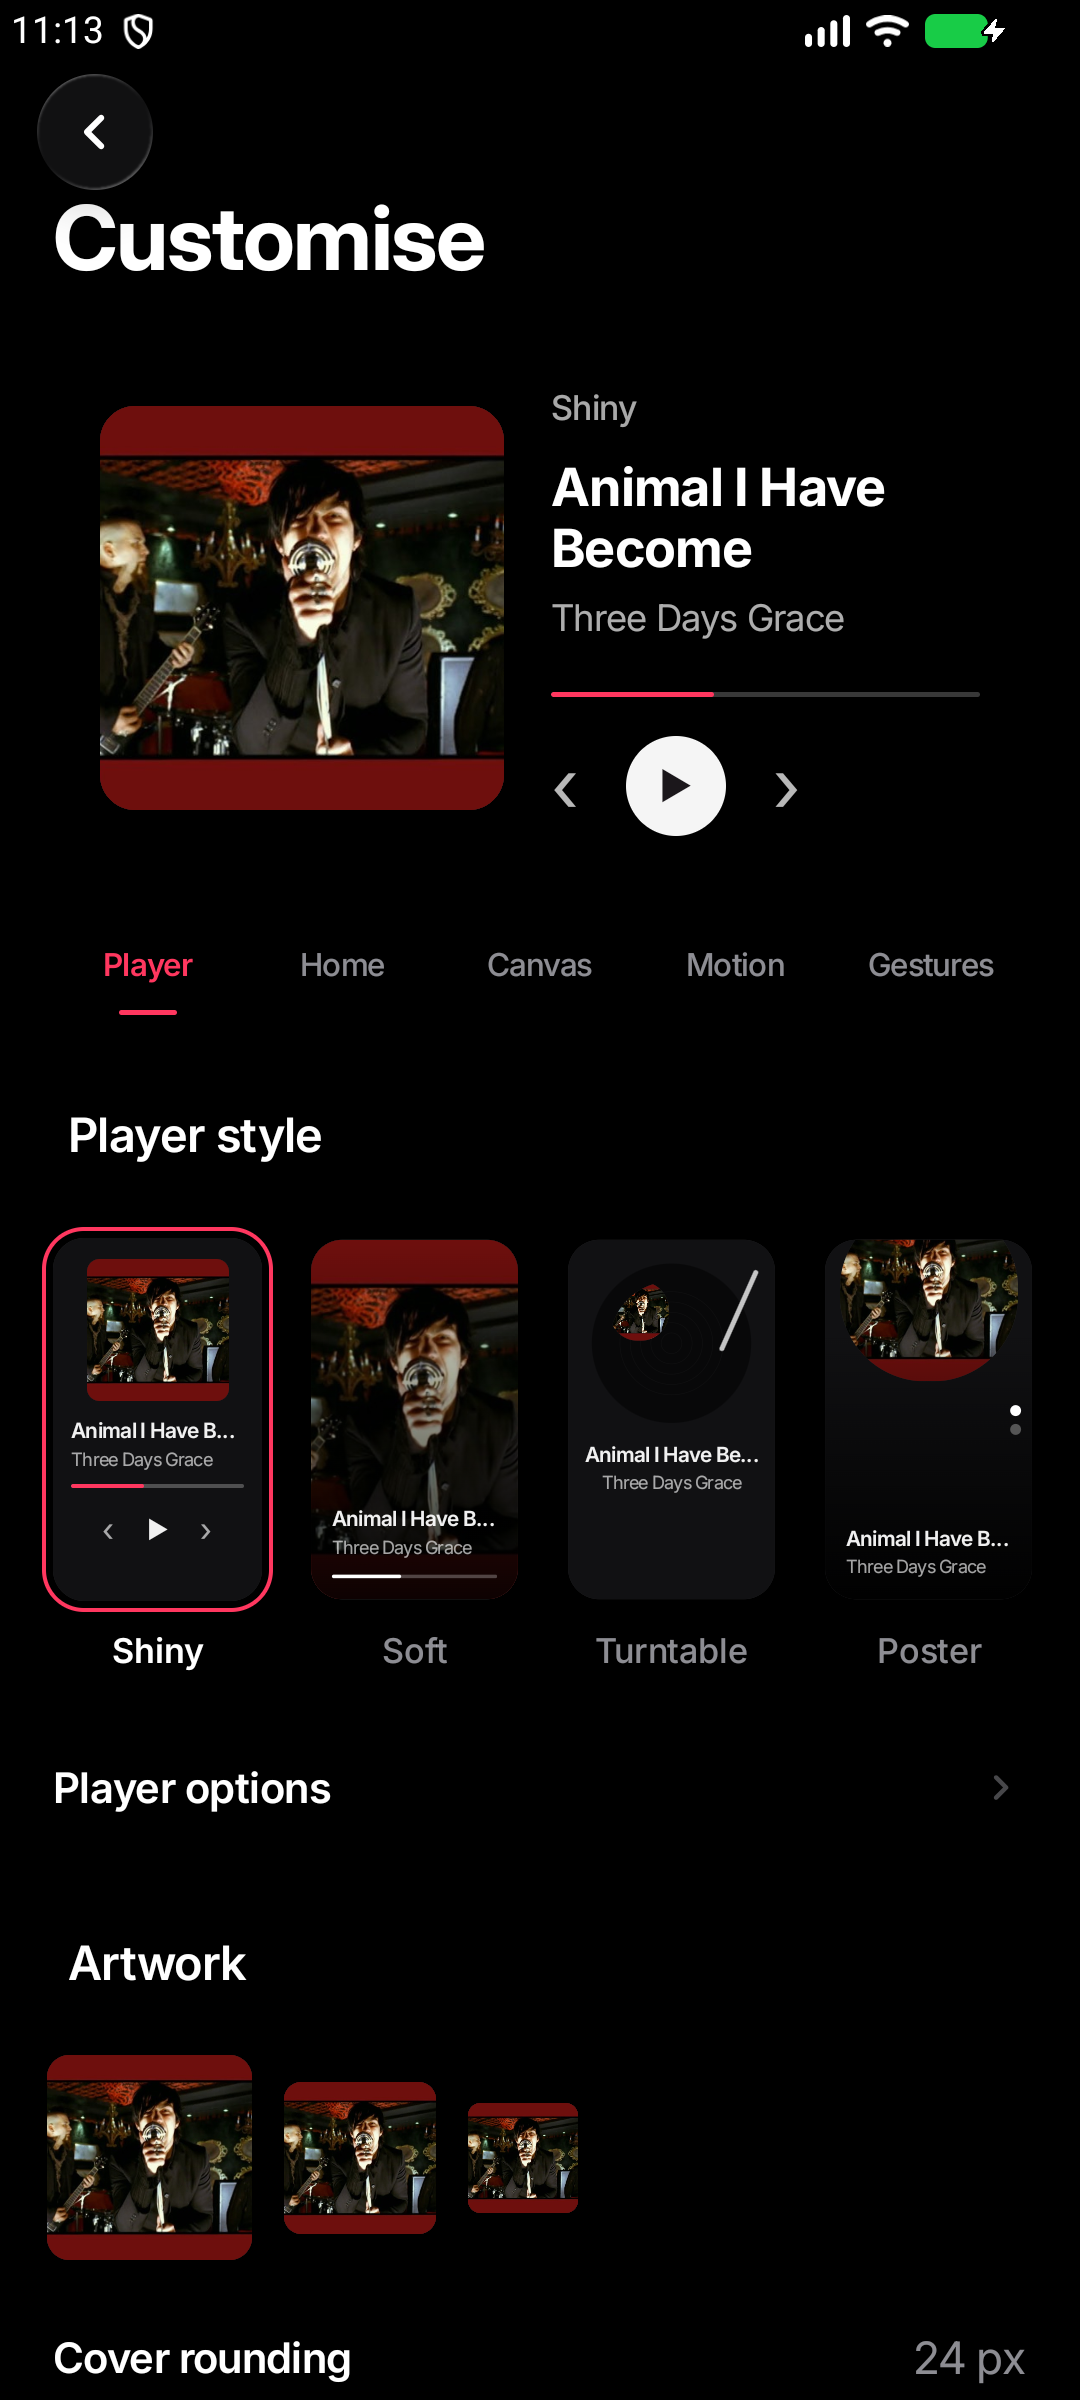 11:13
Customise
Shiny
Animal I Have
Become
Three Days Grace
Player
Home
Canvas
Motion
Gestures
Player style
Animal I Have B...
Three Days Grace
Shiny
Animal I Have B...
Three Days Grace
Soft
Animal I Have Be...
Three Days Grace
Turntable
Animal I Have B...
Three Days Grace
Poster
Player options
Artwork
Cover rounding
24 px